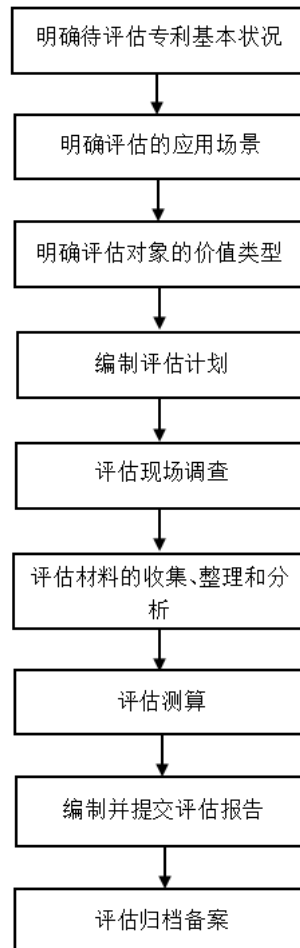 明确待评估专利基本状况
明确评估的应用场景
明确评估对象的价值类型
编制评估计划
评估现场调查
评估材料的收集、整理和分
析
评估测算
编制并提交评估报告
评估归档备案